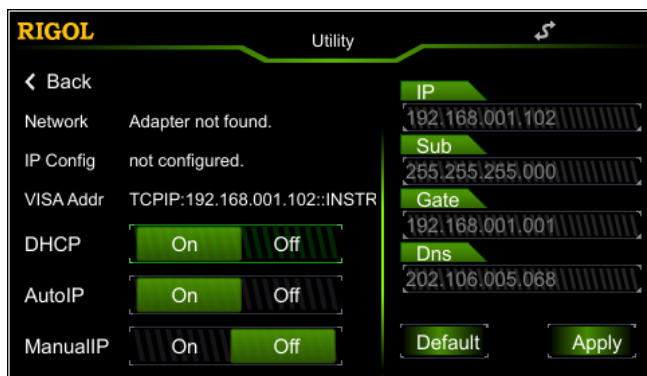 RIGOL
Utility
Back
Network Adapter not found.
IP Config not configured.
VISA Addr TCPIP:192.168.001.102::INSTR
DHCP On Off
AutoIP On Off
ManualIP On Off
IP
192.168.001.102
Sub
255.255.255.000
Gate
192.168.001.001
Dns
202.106.005.068
Default Apply